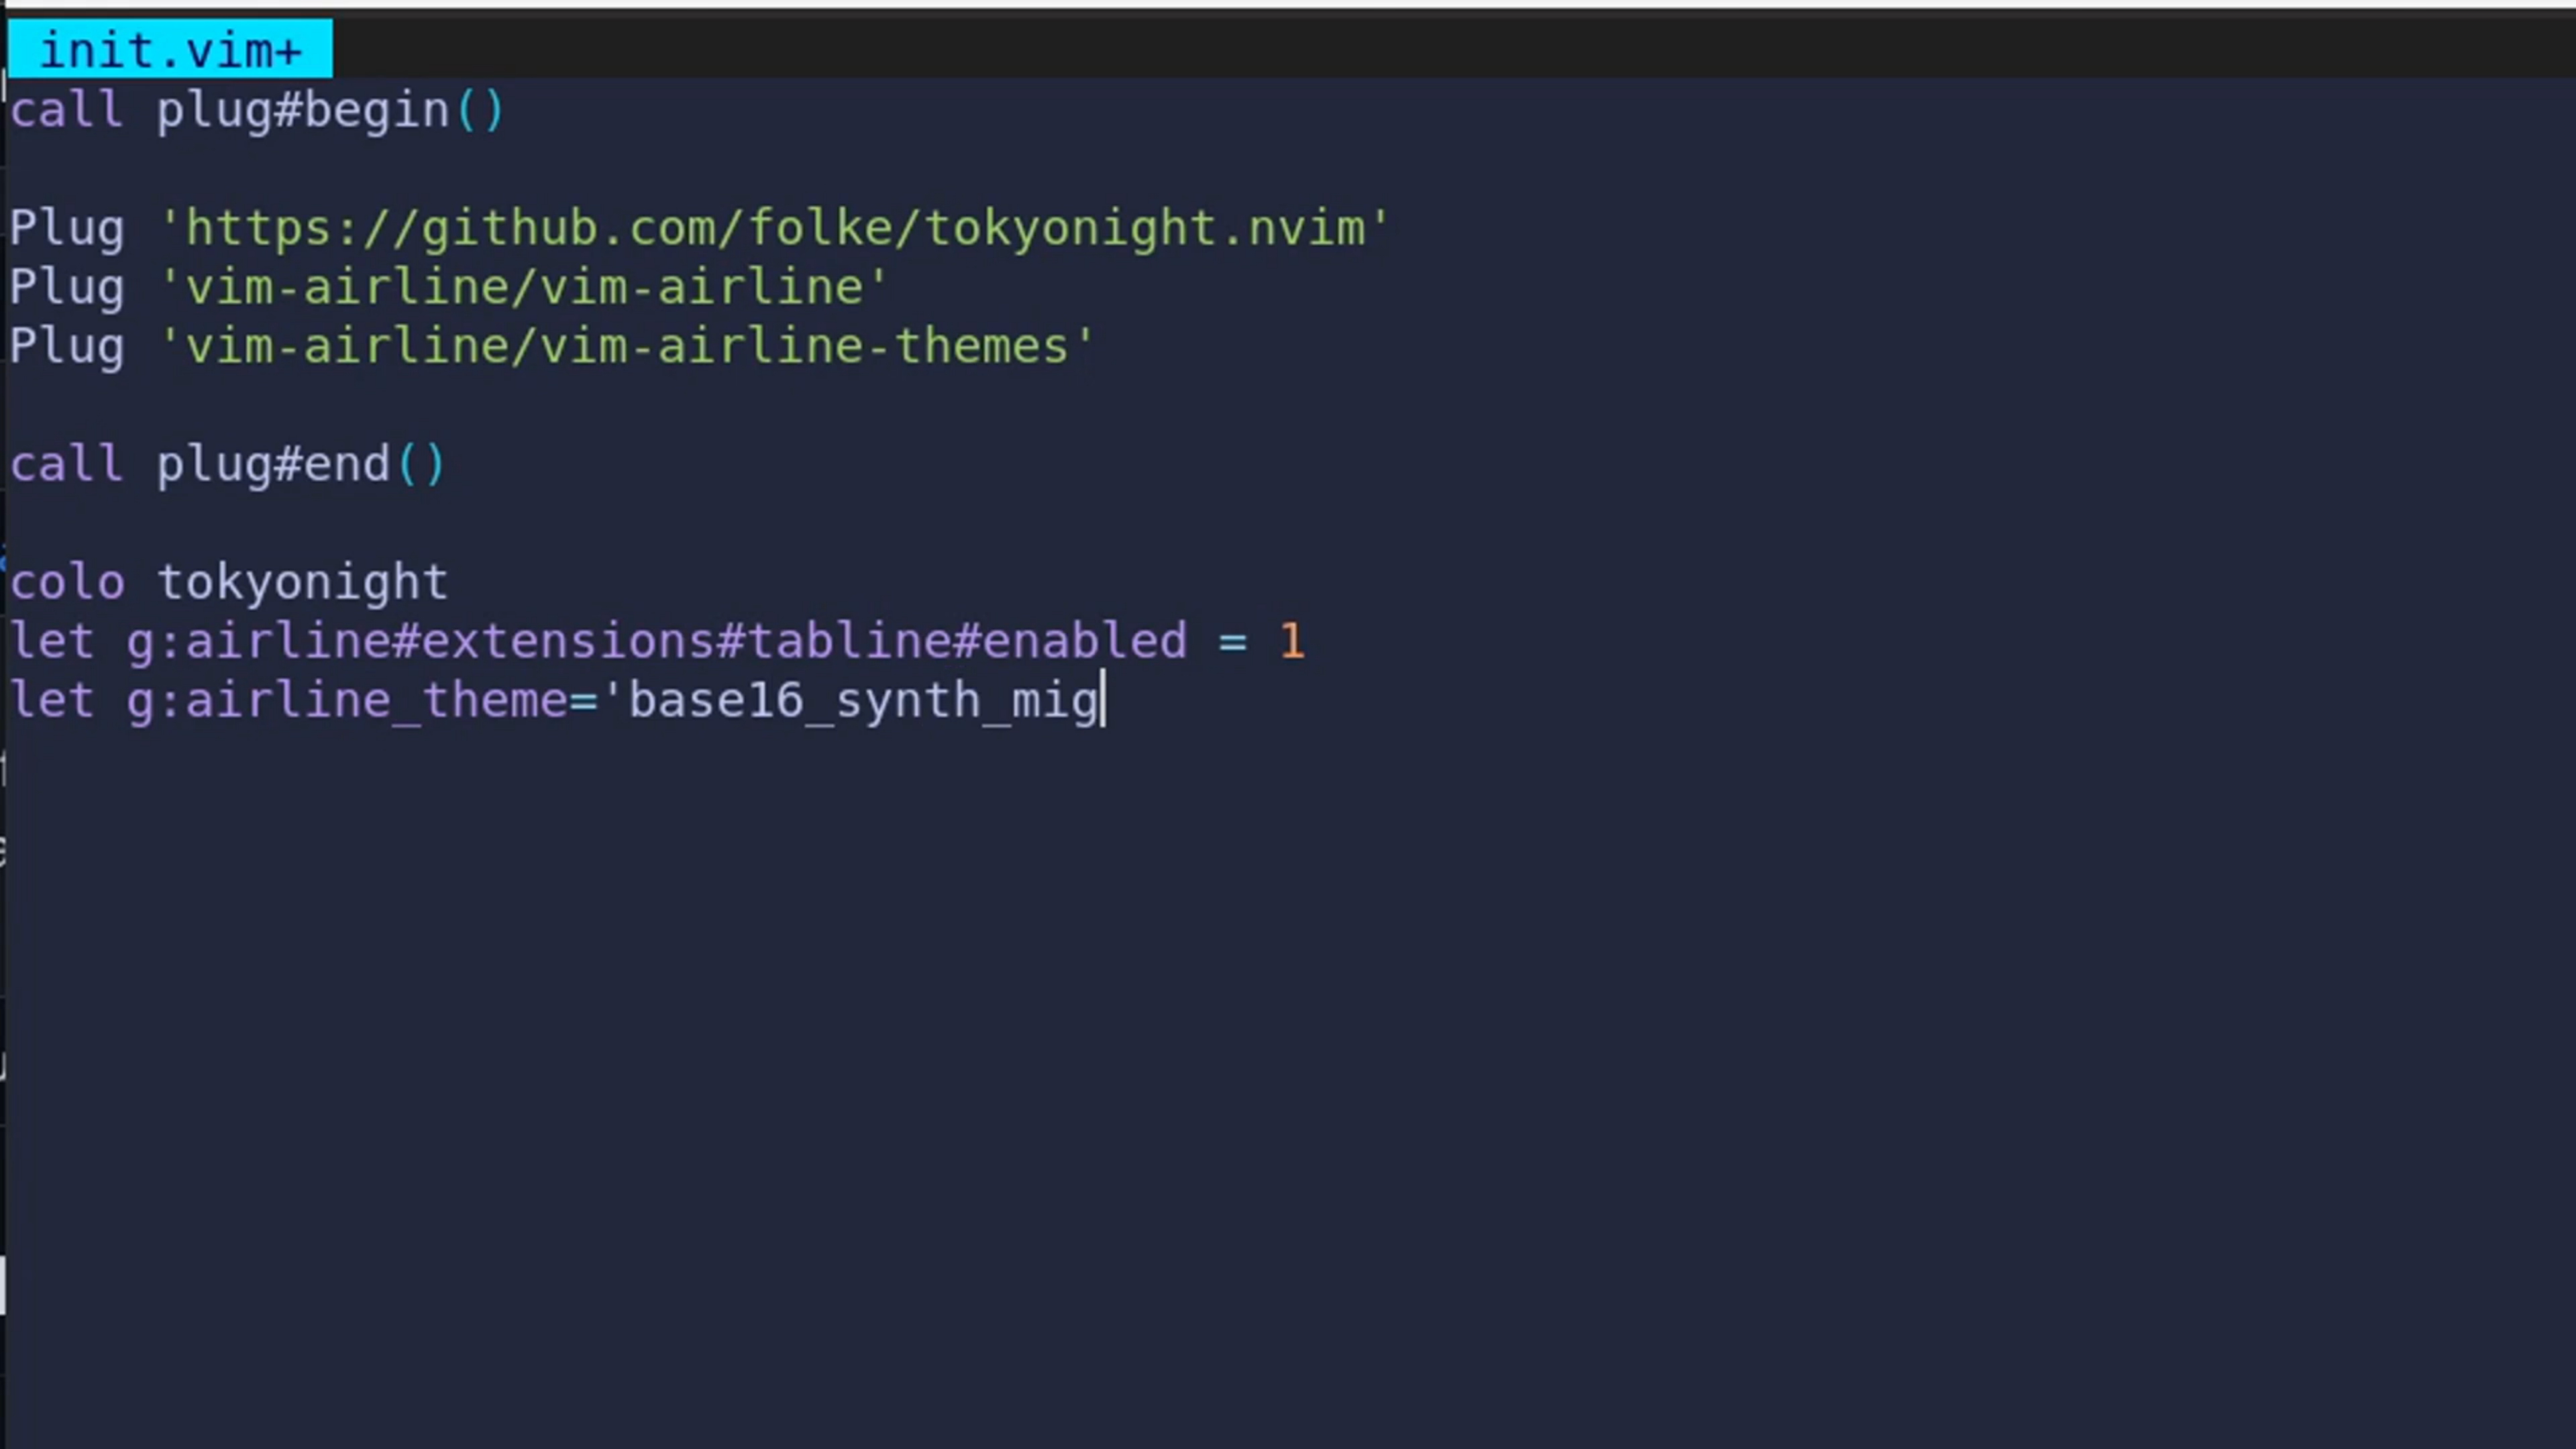 init.vim+
call plug#begin()
Plug 'https://github.com/folke/tokyonight.nvim'
Plug 'vim-airline/vim-airline'
Plug 'vim-airline/vim-airline-themes'
call plug#end()
colo tokyonight
let g:airline#extensions#tabline#enabled = 1
let g:airline_theme='base16_synth_mig